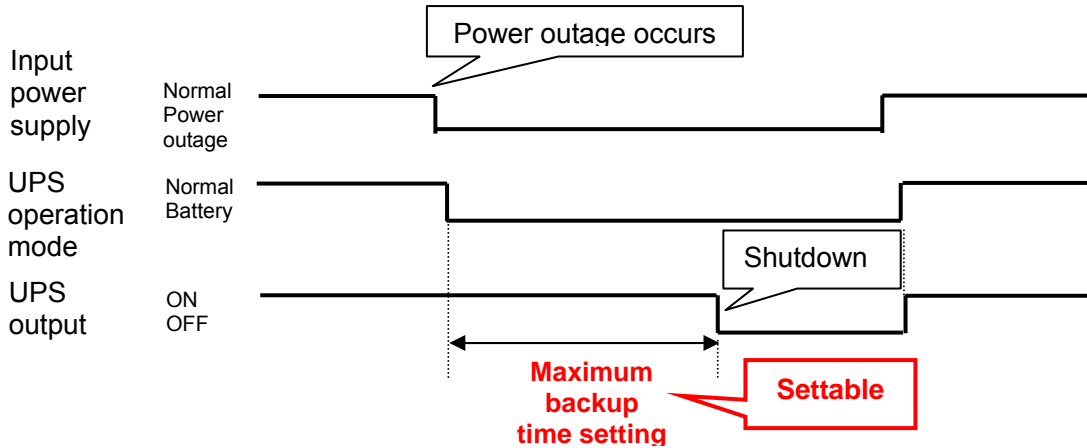 Power outage occurs
Input
power
supply
Normal
Power
outage
UPS
operation
mode
Normal
Battery
Shutdown
UPS
output
ON
OFF
Maximum
backup
time setting
Settable